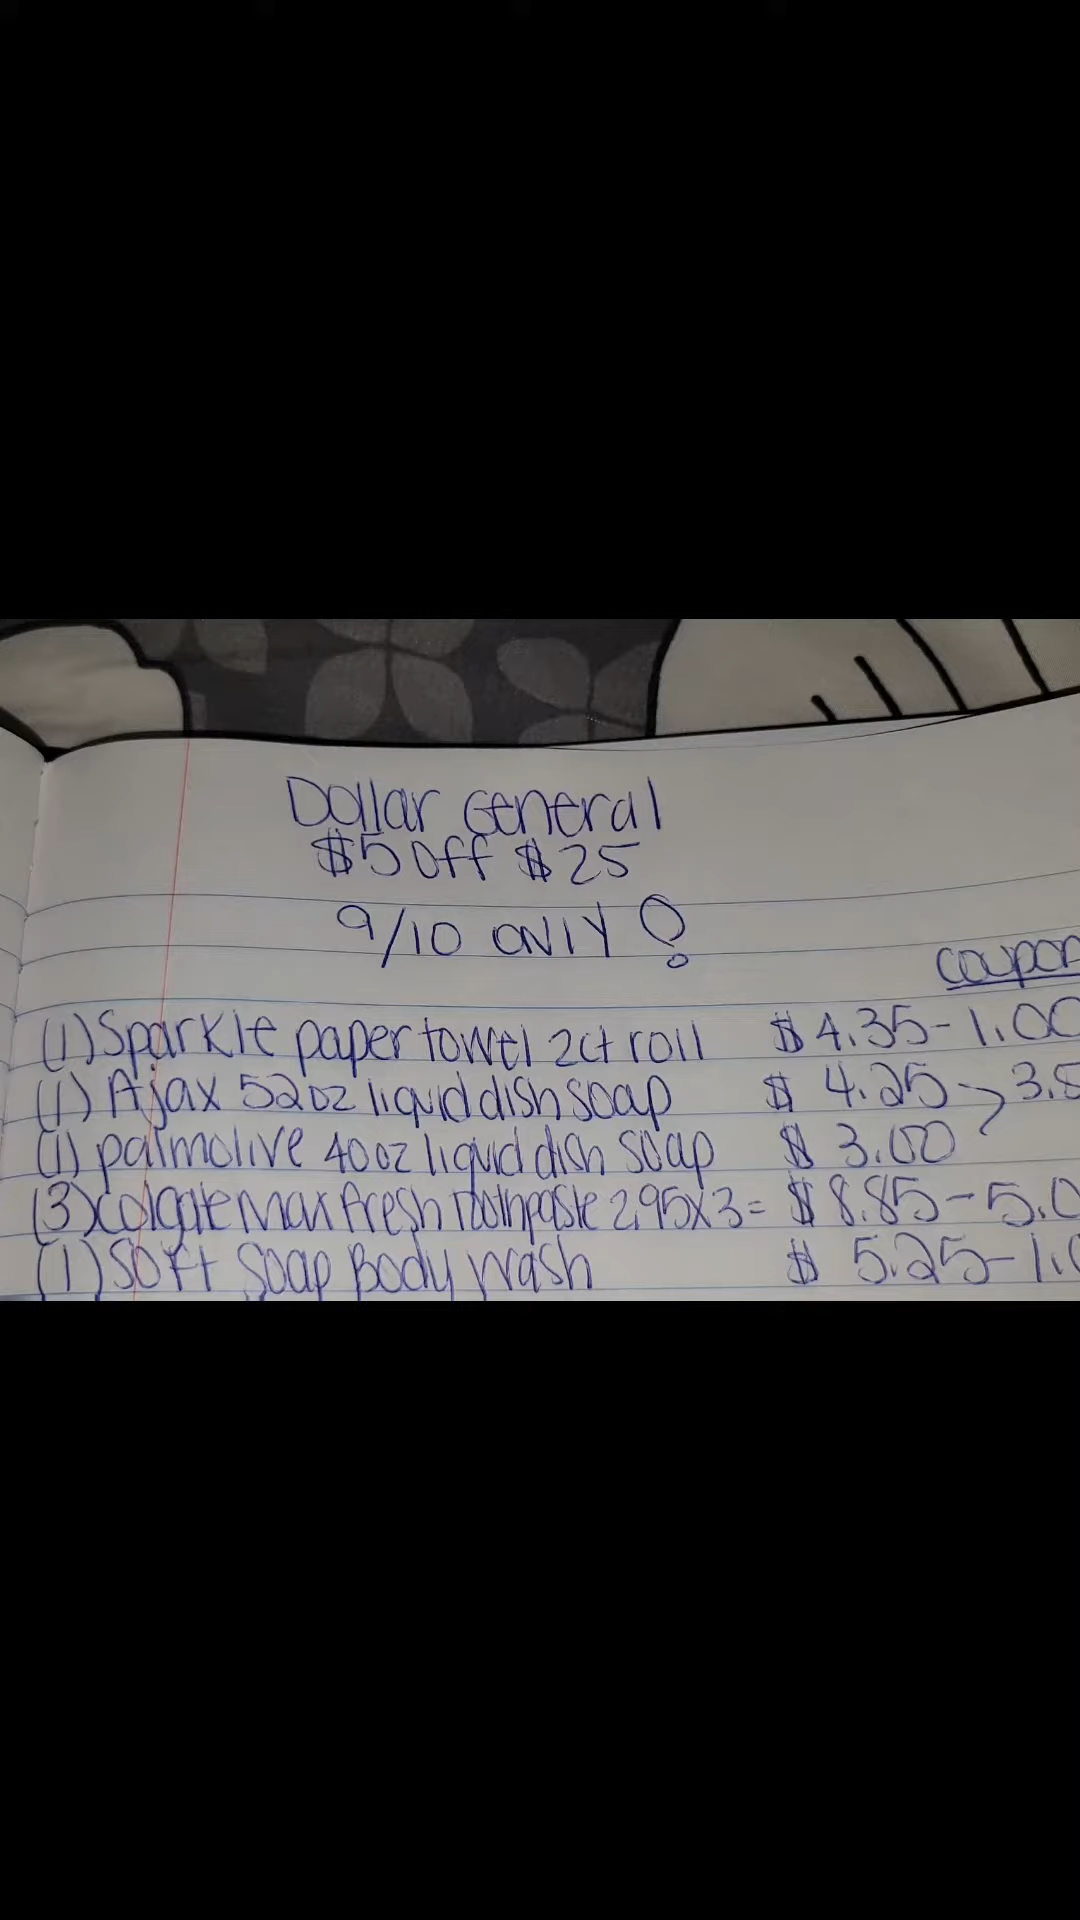 Dollar General
$5 off $25
9/10 ONLY!
coupon
(1) Sparkle paper towel 2ct roll $4.35-1.00
(1) Ajax 52oz liquid dish soap $ 4.25
(1) palmolive 40oz liquid dish soap $ 3.00
(3) Colgate Max Fresh Toothpaste 2.95x3= $8.85-5.0
(1) Soft Soap Body Wash $ 5.25-1.0